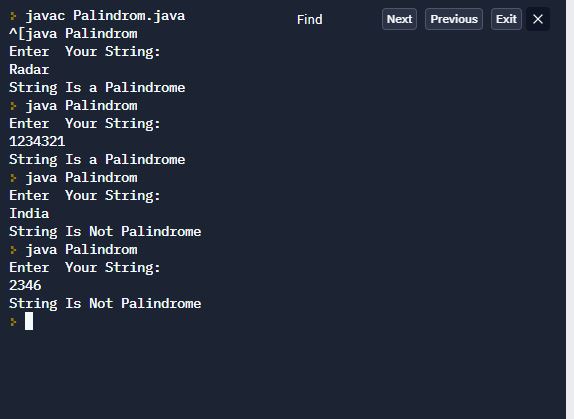 > javac Palindrom.java
Find Next Previous Exit ×
^[java Palindrom
Enter  Your String:
Radar
String Is a Palindrome
> java Palindrom
Enter  Your String:
1234321
String Is a Palindrome
> java Palindrom
Enter  Your String:
India
String Is Not Palindrome
> java Palindrom
Enter  Your String:
2346
String Is Not Palindrome
>